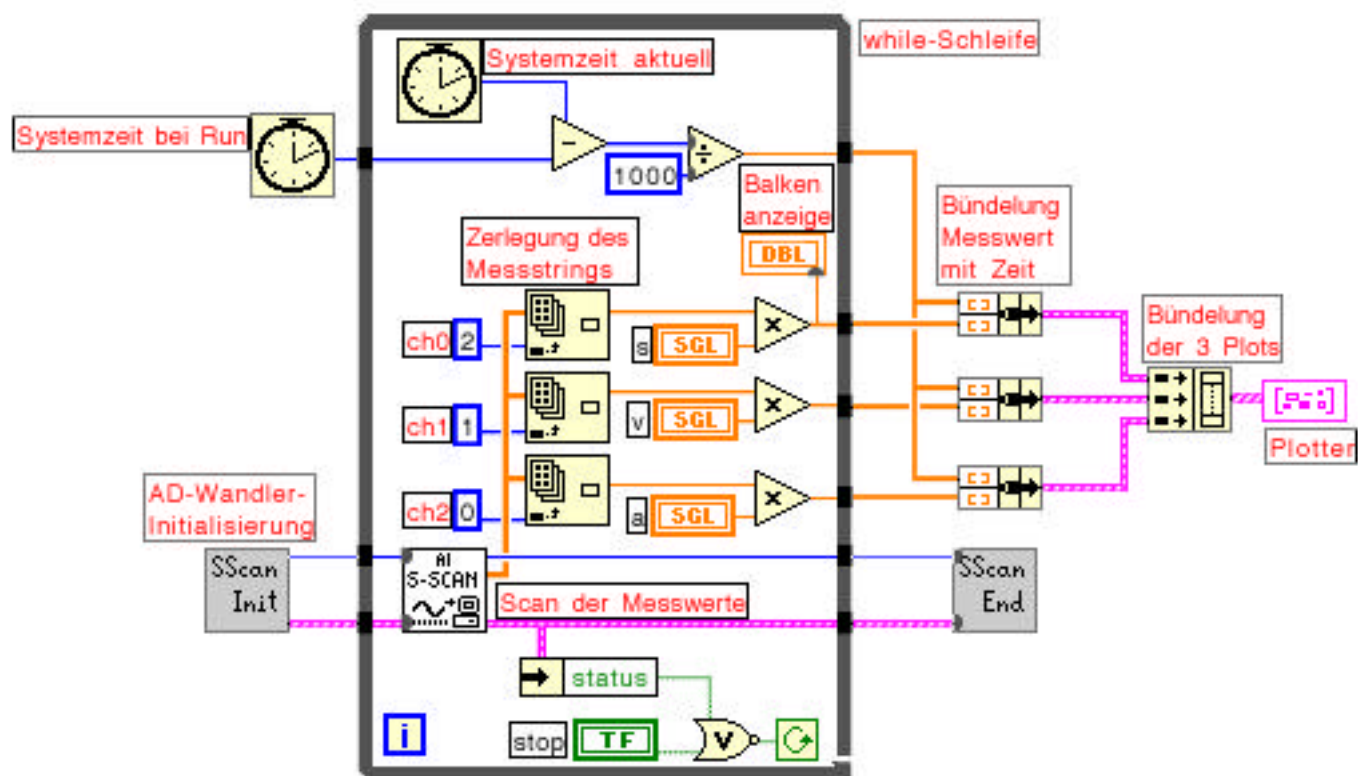 while-Schleife
Systemzeit aktuell
Systemzeit bei Run
-
÷
1000
Balken
anzeige
DBL
Bündelung
Messwert
mit Zeit
Zerlegung des
Messstrings
ch0 2
s SGL
x
Bündelung
der 3 Plots
ch1 1
v SGL
x
Plotter
ch2 0
a SGL
x
AD-Wandler-
Initialisierung
SScan
Init
AI
S-SCAN
Scan der Messwerte
SScan
End
status
i
stop TF
V